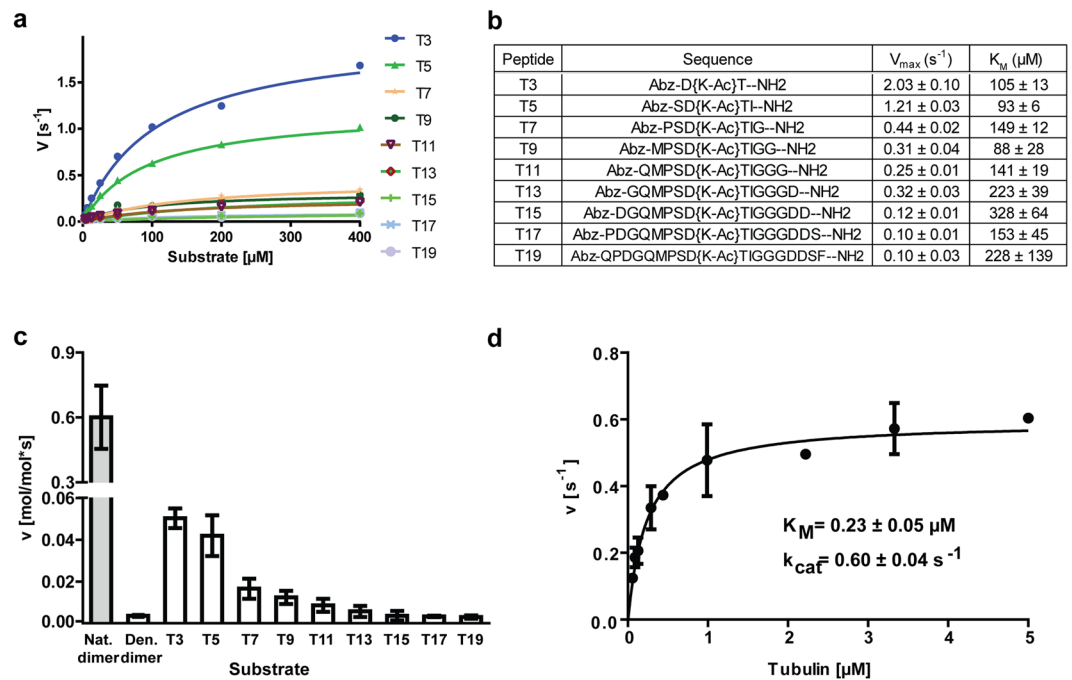 a
V [s⁻¹]
1.5
1.0
0.5
0.0
100
200
300
400
Substrate [µM]
T3
T5
T7
T9
T11
T13
T15
T17
T19
b
Peptide Sequence Vmax (s⁻¹) KM (µM)
T3 Abz-D{K-Ac}T--NH2 2.03 ± 0.10 105 ± 13
T5 Abz-SD{K-Ac}TI--NH2 1.21 ± 0.03 93 ± 6
T7 Abz-PSD{K-Ac}TIG--NH2 0.44 ± 0.02 149 ± 12
T9 Abz-MPSD{K-Ac}TIGG--NH2 0.31 ± 0.04 88 ± 28
T11 Abz-QMPSD{K-Ac}TIGGG--NH2 0.25 ± 0.01 141 ± 19
T13 Abz-GQMPSD{K-Ac}TIGGGD--NH2 0.32 ± 0.03 223 ± 39
T15 Abz-DGQMPSD{K-Ac}TIGGGDD--NH2 0.12 ± 0.01 328 ± 64
T17 Abz-PDGQMPSD{K-Ac}TIGGGDDS--NH2 0.10 ± 0.01 153 ± 45
T19 Abz-QPDGQMPSD{K-Ac}TIGGGDDSF--NH2 0.10 ± 0.03 228 ± 139
c
v [mol/mol*s]
0.9
0.6
0.3
0.06
0.04
0.02
0.00
Nat. Den. T3 T5 T7 T9 T11 T13 T15 T17 T19
dimer dimer
Substrate
d
v [s⁻¹]
0.8
0.6
0.4
0.2
0.0
KM= 0.23 ± 0.05 µM
kcat= 0.60 ± 0.04 s⁻¹
0 1 2 3 4 5
Tubulin [µM]